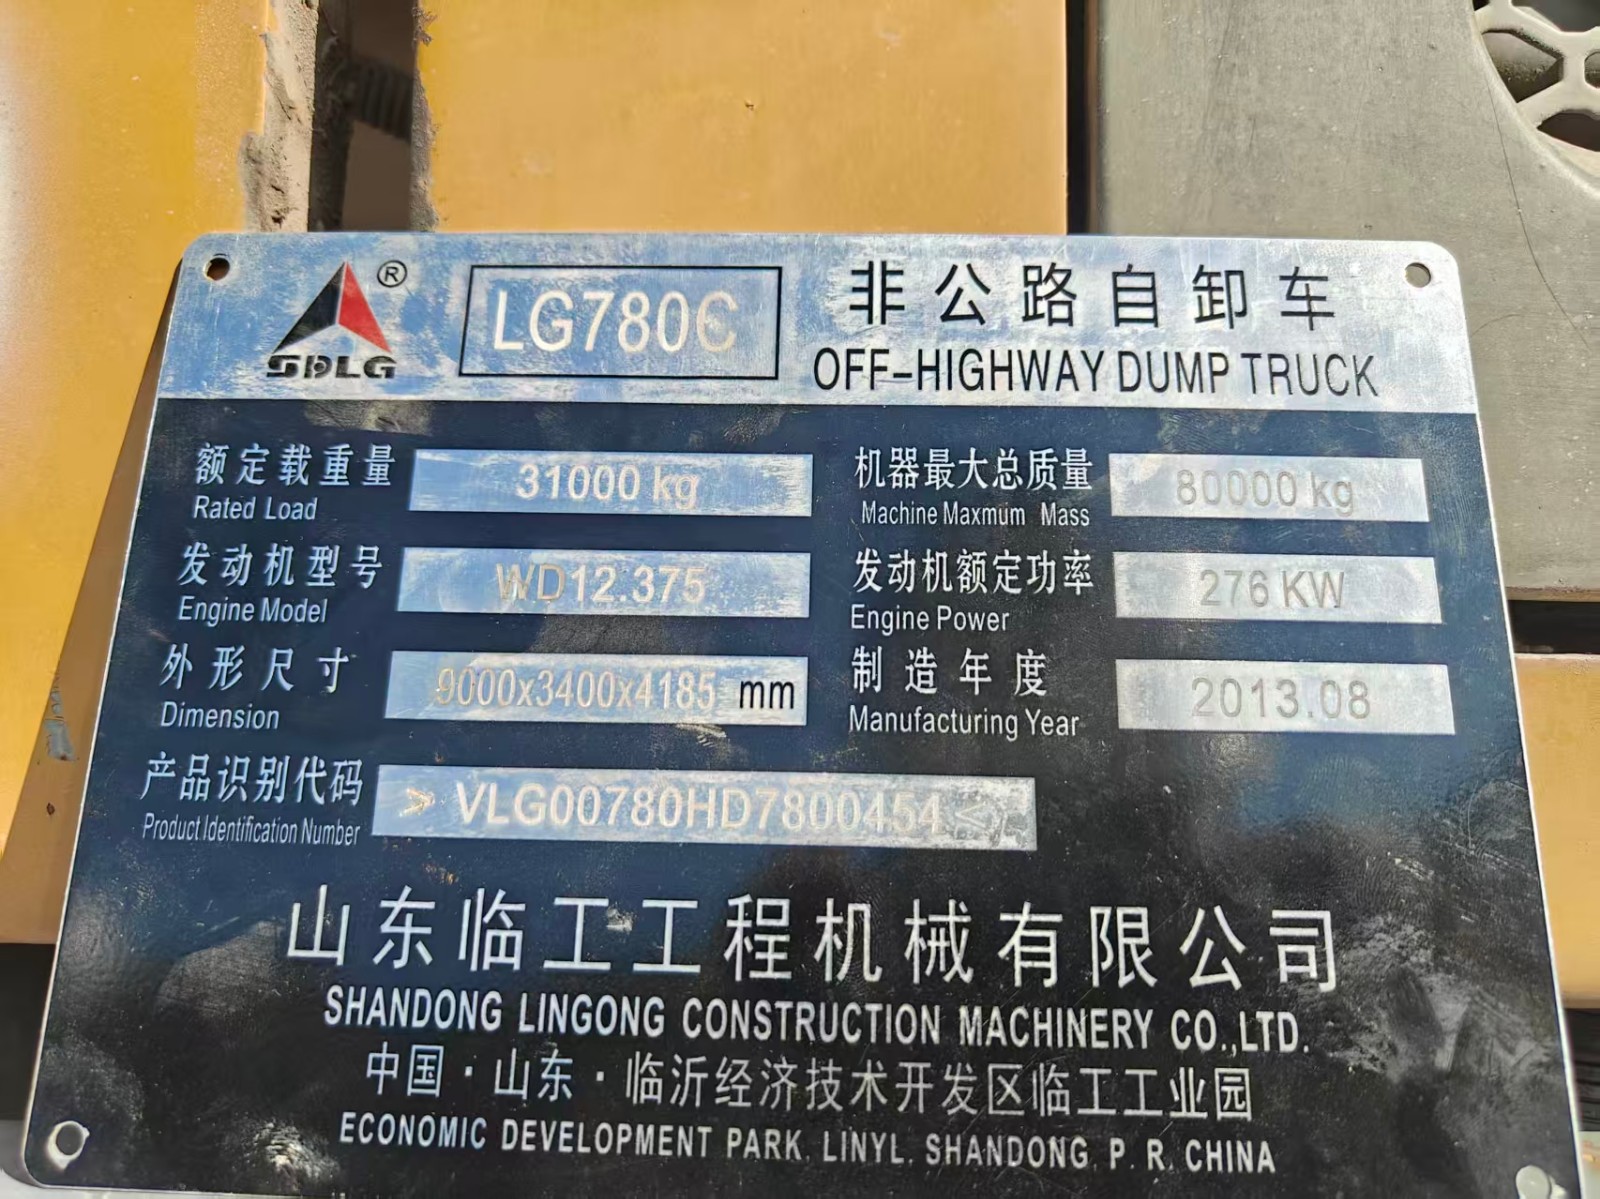 SDLG ®
LG780C
非公路自卸车
OFF-HIGHWAY DUMP TRUCK
额定载重量 31000 kg
Rated Load
机器最大总质量 80000 kg
Machine Maxmum Mass
发动机型号 WD12.375
Engine Model
发动机额定功率 276 KW
Engine Power
外形尺寸 9000x3400x4185 mm
Dimension
制造年度 2013.08
Manufacturing Year
产品识别代码 > VLG00780HD7800454 <
Product Identification Number
山东临工工程机械有限公司
SHANDONG LINGONG CONSTRUCTION MACHINERY CO.,LTD.
中国·山东·临沂经济技术开发区临工工业园
ECONOMIC DEVELOPMENT PARK, LINYL, SHANDONG, P. R. CHINA